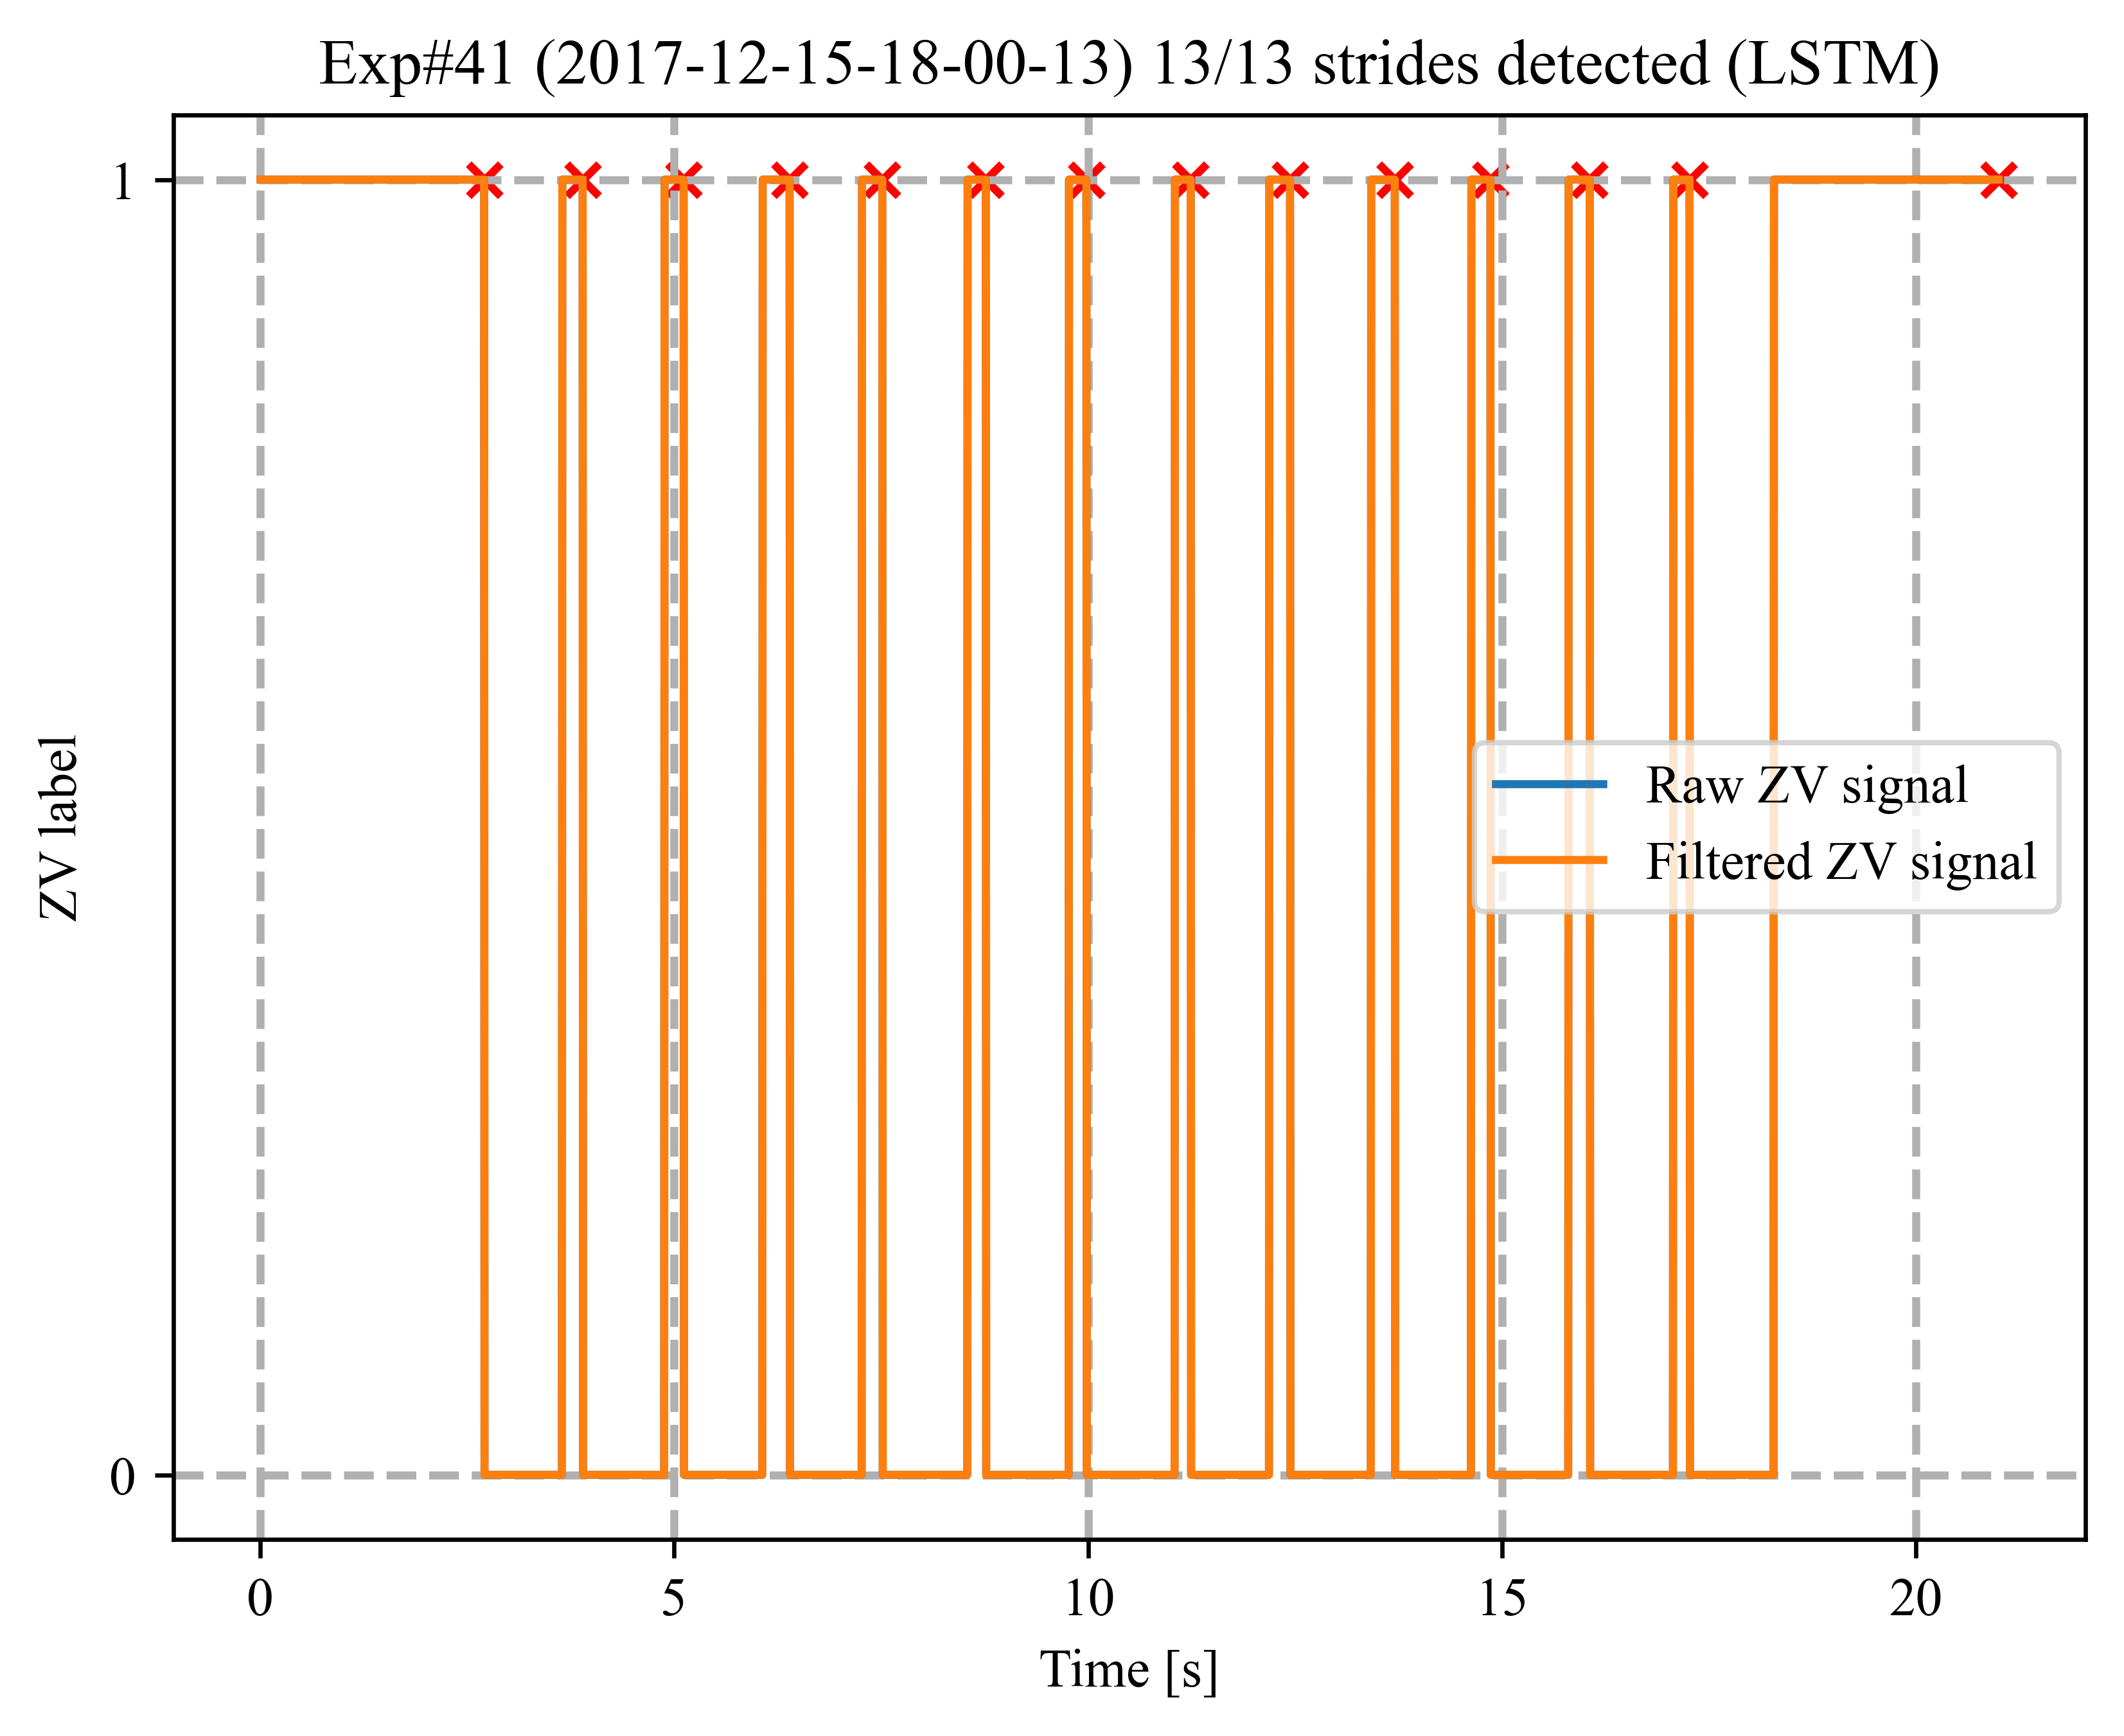 Exp#41 (2017-12-15-18-00-13) 13/13 strides detected (LSTM)
1
ZV label
Raw ZV signal
Filtered ZV signal
0
0 5 10 15 20
Time [s]